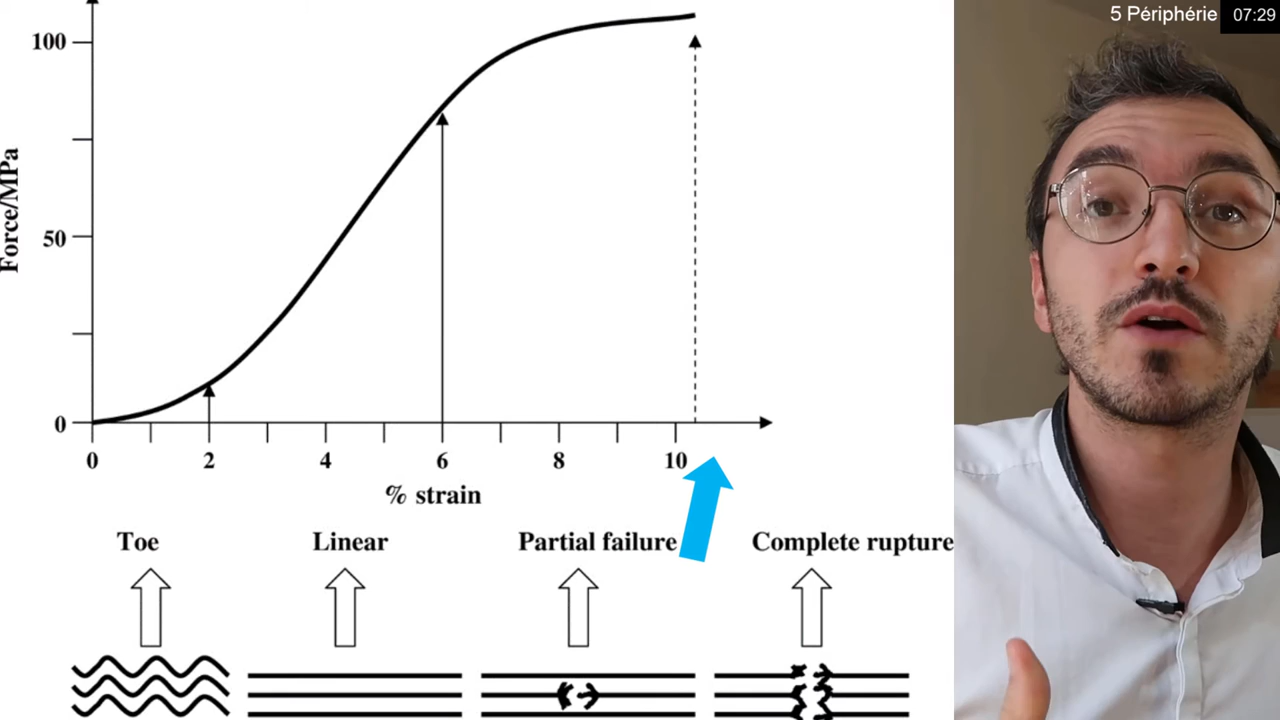 5 Périphérie 07:29
100
50
0
Force/MPa
0 2 4 6 8 10
% strain
Toe Linear Partial failure Complete rupture